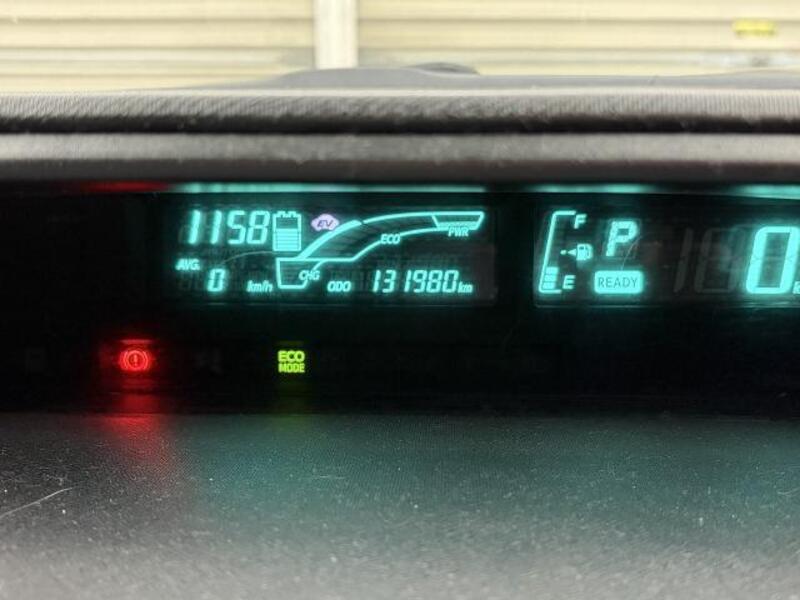 1158 EV
ECO PWR
AVG. 0 km/h
CHG ODO 131980 km
F P
E READY
0
ECO
MODE